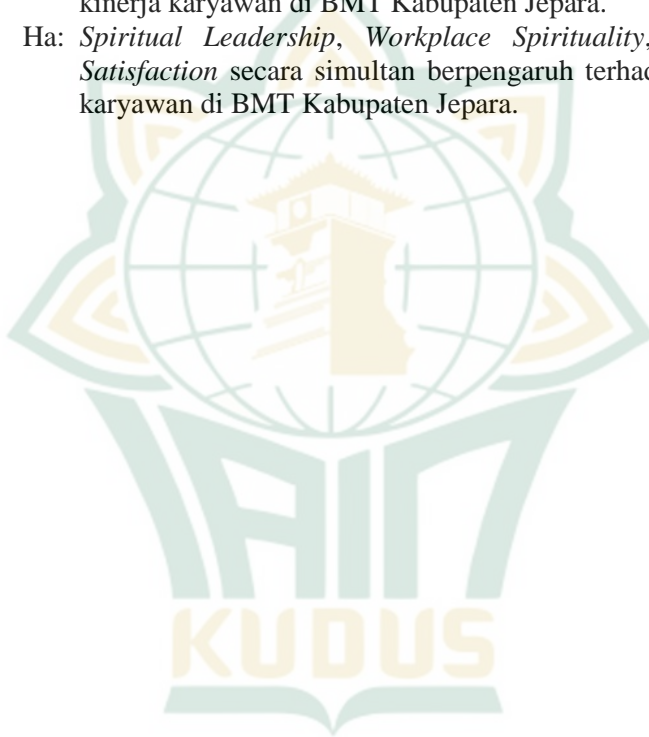 kinerja karyawan di BMT Kabupaten Jepara.
Ha: Spiritual Leadership, Workplace Spirituality,
Satisfaction secara simultan berpengaruh
karyawan di BMT Kabupaten Jepara.
IAIN
KUDUS